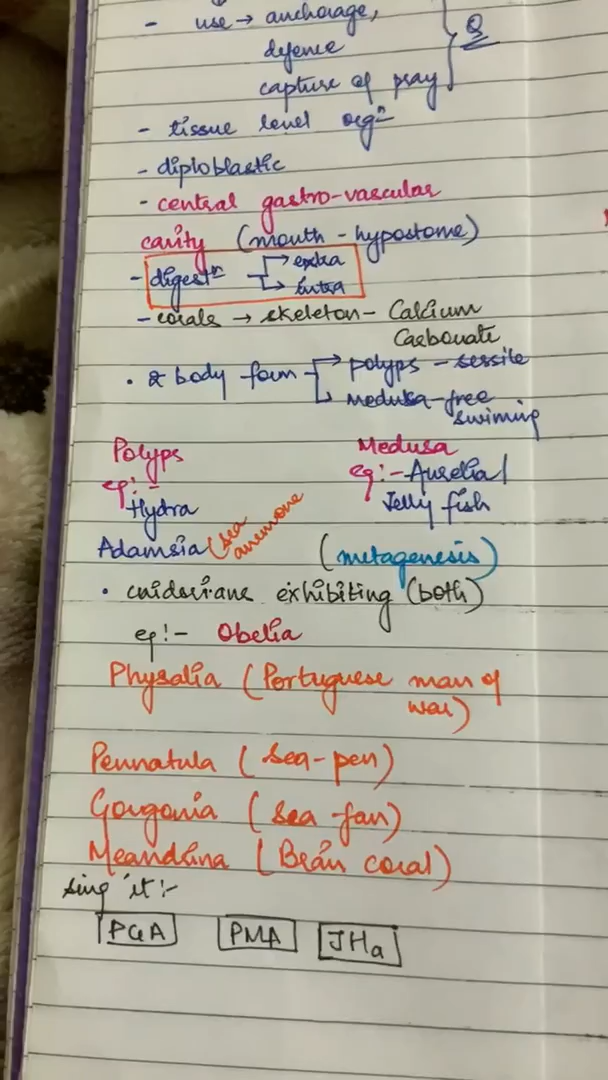 - use → anchorage,
defence
capture of pray } Q
- tissue level orgⁿ
- diploblastic
- central gastro-vascular
cavity (mouth - hypostome)
- digestⁿ → extra
→ intra
- corals → skeleton - Calcium
Carbonate
• 2 body form → polyps - sessile
→ Medusa - free
swiming
Polyps Medusa
eg:- eg:- Aurelia/
Hydra Jelly fish
Adamsia (sea anemone
(metagenesis)
• cnidarians exhibiting (both)
eg:- Obelia
Physalia (Portuguese man of
war)
Pennatula (Sea-pen)
Gorgonia (Sea-fan)
Meandrina (Brain coral)
Sing it:-
PGA PMA JHa